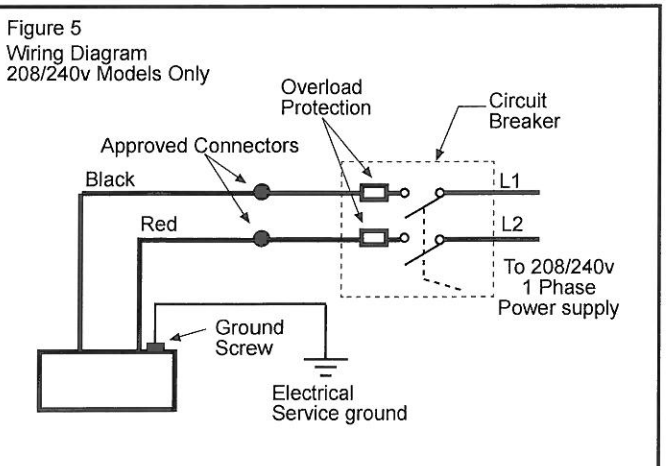 Figure 5
Wiring Diagram
208/240v Models Only
Overload
Protection
Circuit
Breaker
Approved Connectors
Black
L1
Red
L2
To 208/240v
1 Phase
Power supply
Ground
Screw
Electrical
Service ground